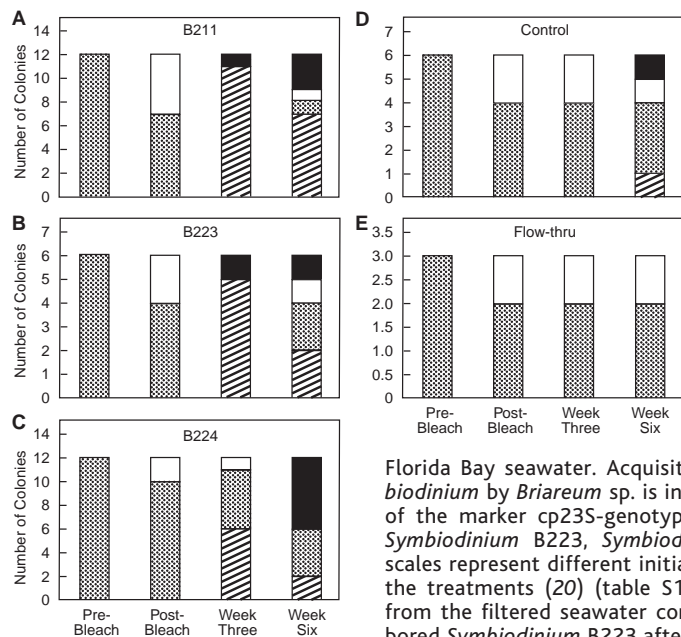 A
B211
Number of Colonies
14
12
10
8
6
4
2
0
B
B223
Number of Colonies
7
6
5
4
3
2
1
0
C
B224
Number of Colonies
14
12
10
8
6
4
2
0
Pre-
Bleach
Post-
Bleach
Week
Three
Week
Six
D
Control
7
6
5
4
3
2
1
0
E
Flow-thru
3.5
3.0
2.5
2.0
1.5
1.0
0.5
0
Pre-
Bleach
Post-
Bleach
Week
Three
Week
Six
Florida Bay seawater. Acquisit
biodinium by Briareum sp. is in
of the marker cp23S-genotyp
Symbiodinium B223, Symbiod
scales represent different initia
the treatments (20) (table S1
from the filtered seawater con
bored Symbiodinium B223 afte